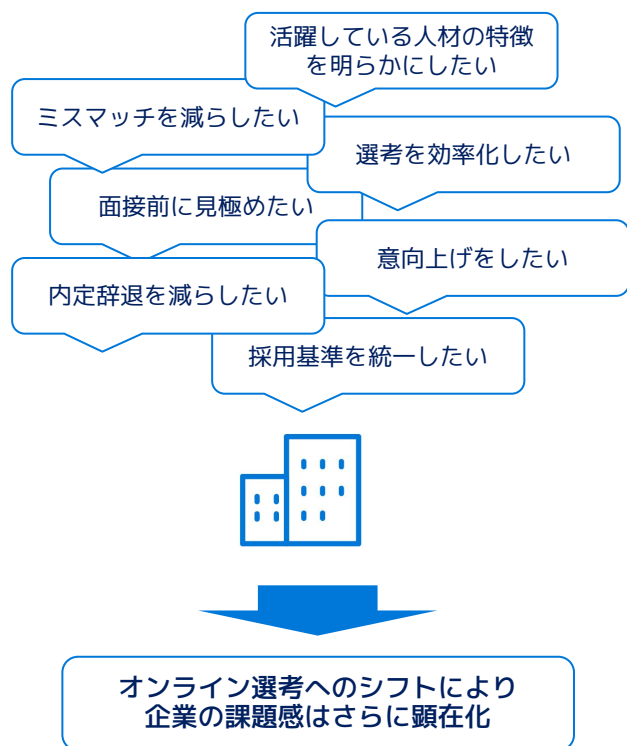 活躍している人材の特徴
を明らかにしたい
ミスマッチを減らしたい
選考を効率化したい
面接前に見極めたい
意向上げをしたい
内定辞退を減らしたい
採用基準を統一したい
オンライン選考へのシフトにより
企業の課題感はさらに顕在化